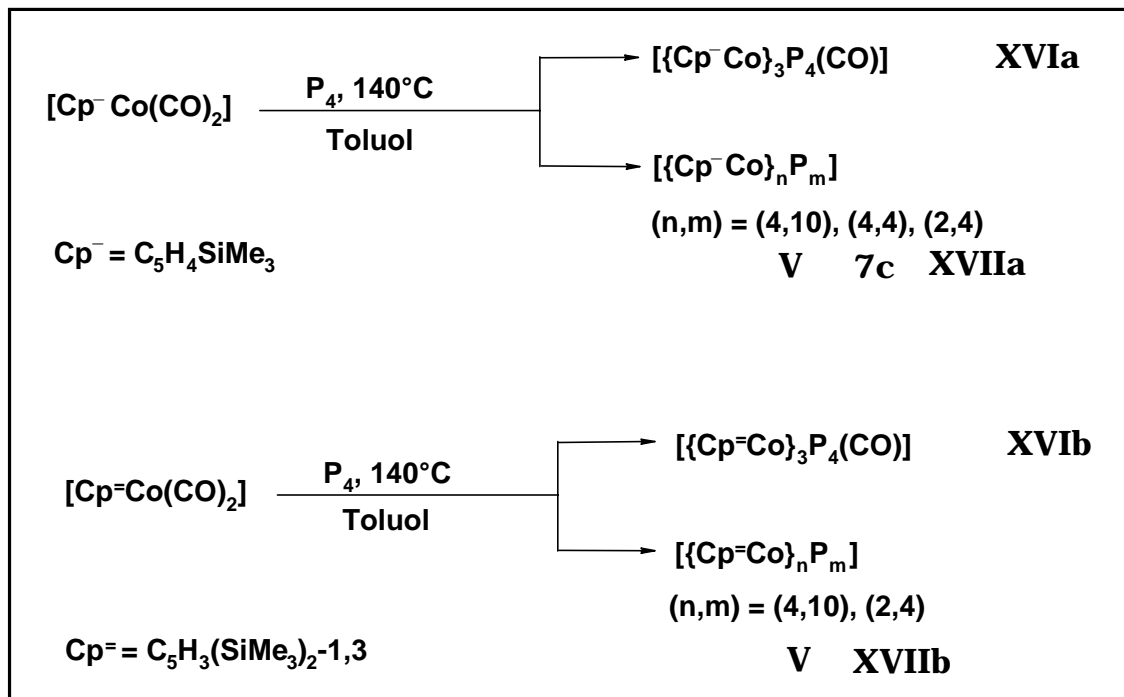 [{Cp⁻Co}₃P₄(CO)] XVIa
P₄, 140°C
[Cp⁻ Co(CO)₂]
Toluol
[{Cp⁻Co}ₙPₘ]
(n,m) = (4,10), (4,4), (2,4)
Cp⁻ = C₅H₄SiMe₃
V 7c XVIIa
[{Cp⁼Co}₃P₄(CO)] XVIb
P₄, 140°C
[Cp⁼Co(CO)₂]
Toluol
[{Cp⁼Co}ₙPₘ]
(n,m) = (4,10), (2,4)
Cp⁼ = C₅H₃(SiMe₃)₂-1,3
V XVIIb